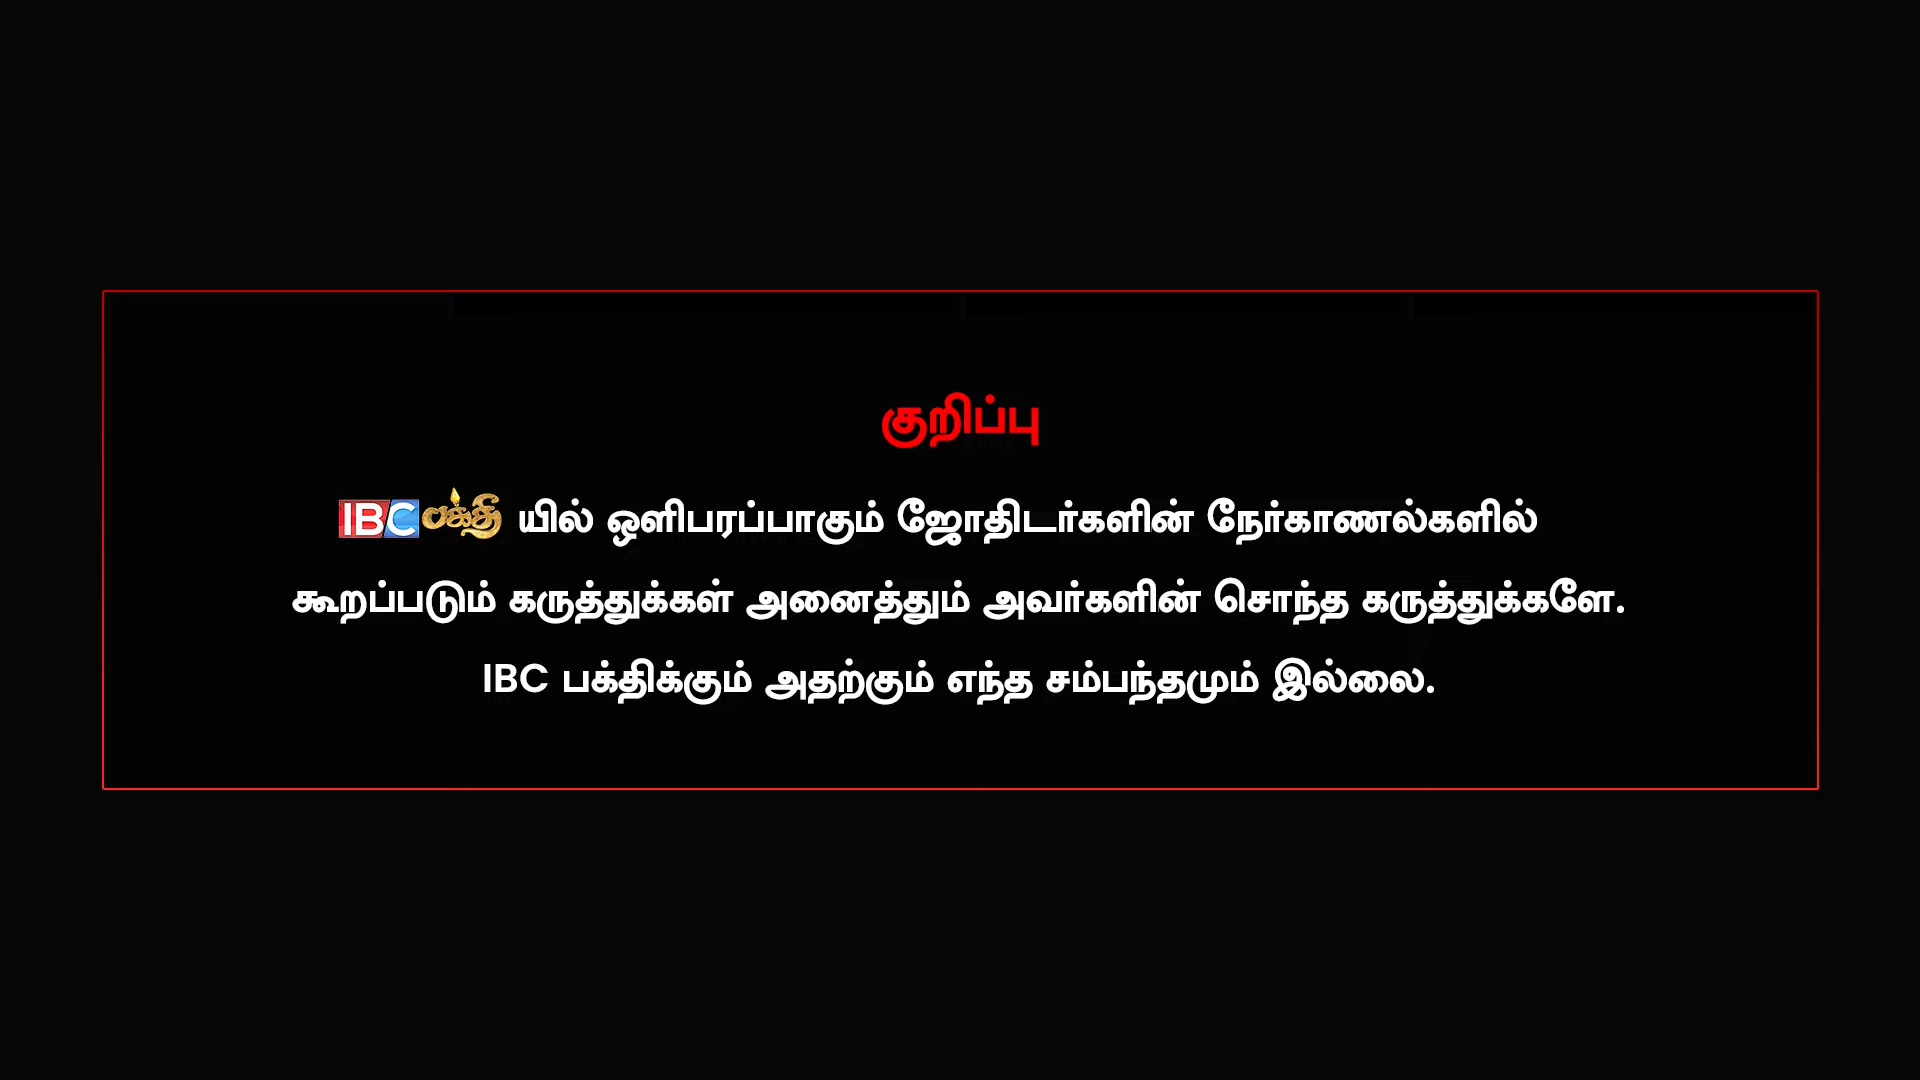 குறிப்பு
IBC பக்தி யில் ஒளிபரப்பாகும் ஜோதிடர்களின் நேர்காணல்களில்
கூறப்படும் கருத்துக்கள் அனைத்தும் அவர்களின் சொந்த கருத்துக்களே.
IBC பக்திக்கும் அதற்கும் எந்த சம்பந்தமும் இல்லை.